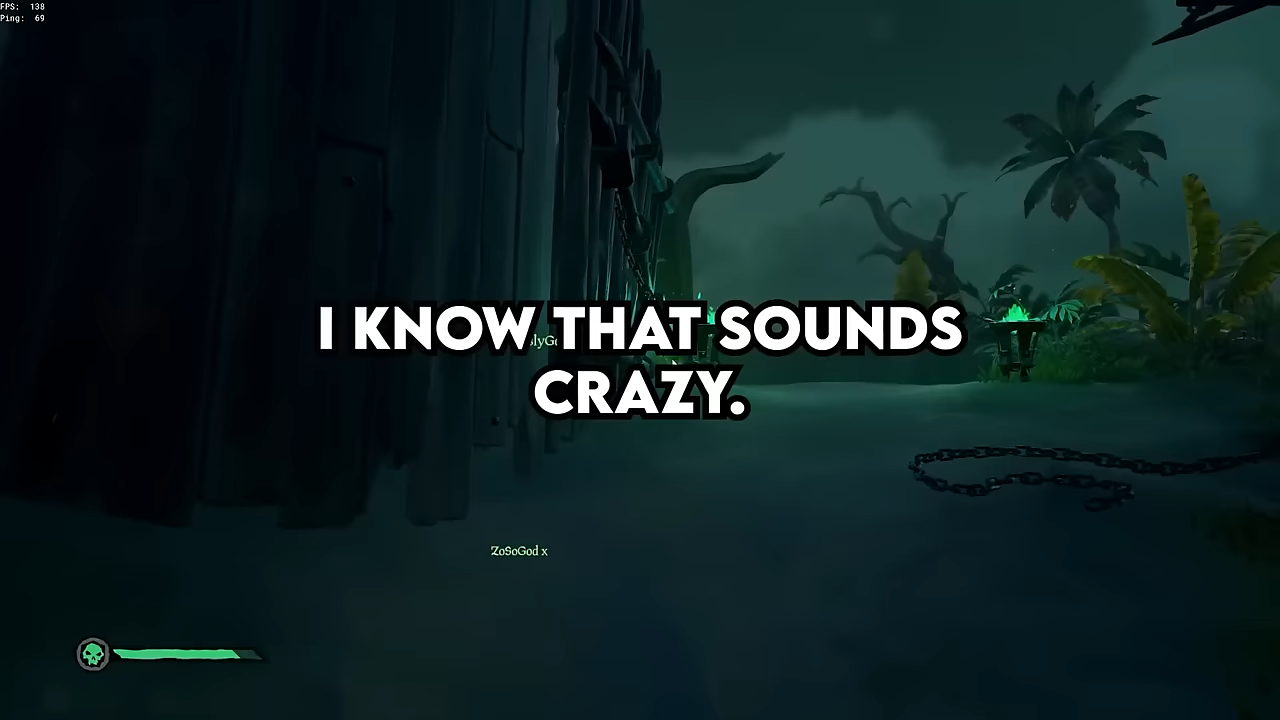 FPS: 138
Ping: 69
I KNOW THAT SOUNDS
CRAZY.
ZoSoGod x